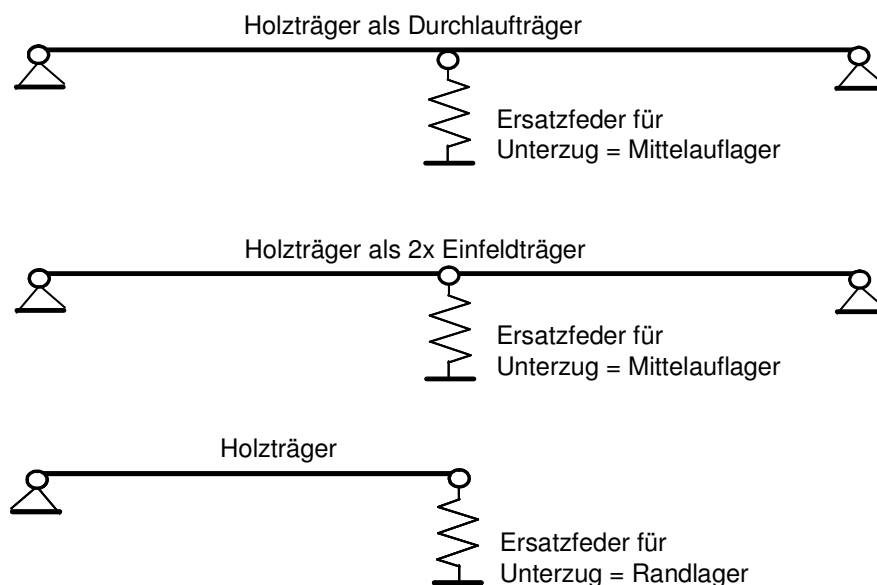 Holzträger als Durchlaufträger
Ersatzfeder für
Unterzug = Mittelauflager
Holzträger als 2x Einfeldträger
Ersatzfeder für
Unterzug = Mittelauflager
Holzträger
Ersatzfeder für
Unterzug = Randlager